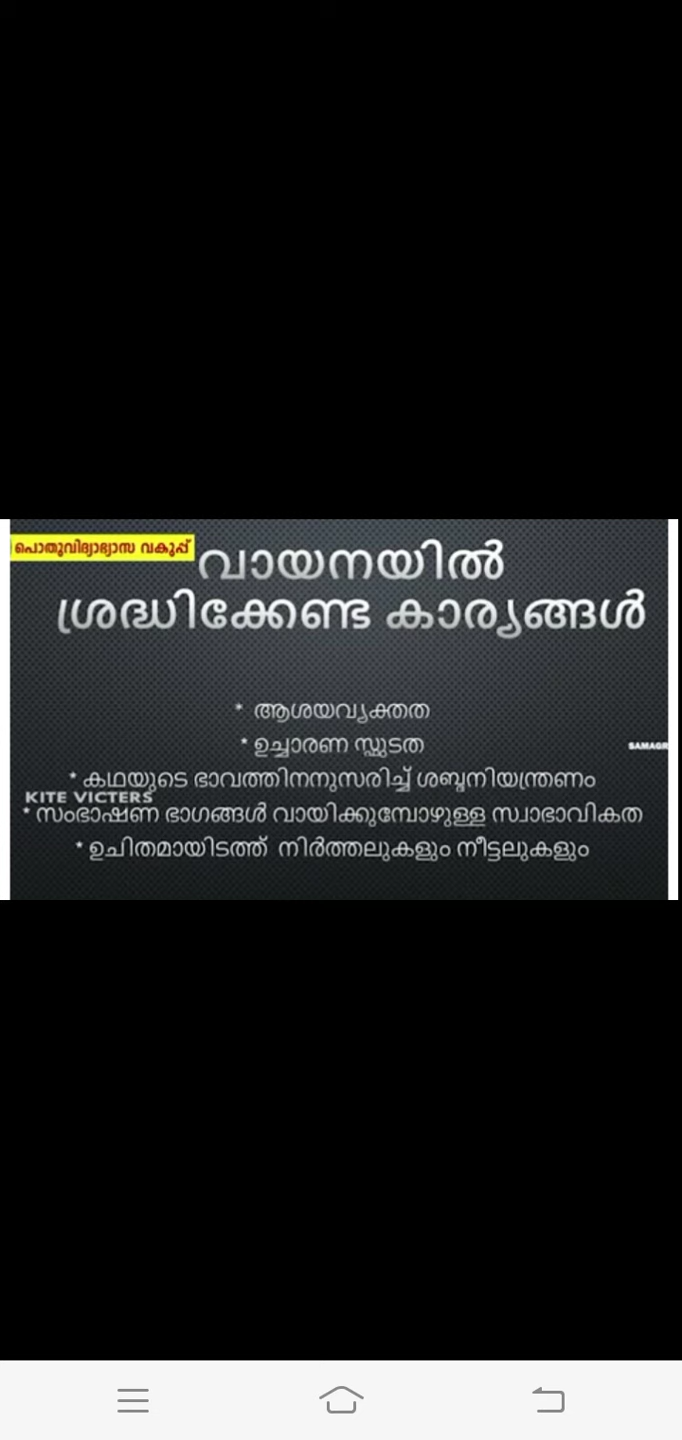 പൊതുവിദ്യാഭ്യാസ വകുപ്പ്
വായനയിൽ
ശ്രദ്ധിക്കേണ്ട കാര്യങ്ങൾ
* ആശയവ്യക്തത
* ഉച്ചാരണ സ്ഫുടത
SAMAGR
* കഥയുടെ ഭാവത്തിനനുസരിച്ച് ശബ്ദനിയന്ത്രണം
KITE VICTERS
* സംഭാഷണ ഭാഗങ്ങൾ വായിക്കുമ്പോഴുള്ള സ്വാഭാവികത
* ഉചിതമായിടത്ത് നിർത്തലുകളും നീട്ടലുകളും